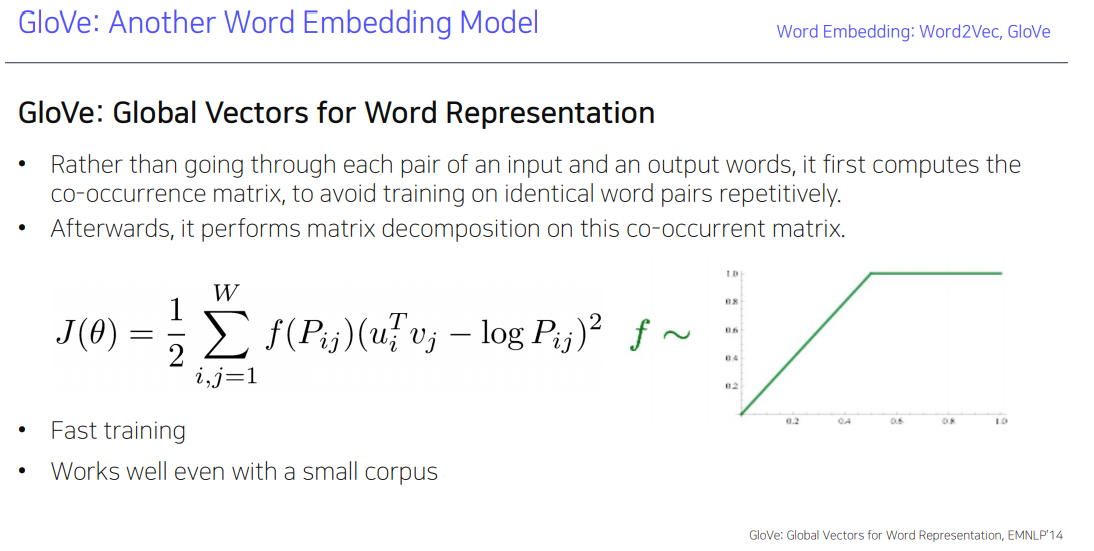 GloVe: Another Word Embedding Model
Word Embedding: Word2Vec, GloVe
GloVe: Global Vectors for Word Representation
• Rather than going through each pair of an input and an output words, it first computes the
co-occurrence matrix, to avoid training on identical word pairs repetitively.
• Afterwards, it performs matrix decomposition on this co-occurrent matrix.
J(θ) = 1/2 ∑_{i,j=1}^{W} f(P_{ij})(u_i^T v_j − log P_{ij})^2 f ∼
1.0
0.8
0.6
0.4
0.2
0.2 0.4 0.6 0.8 1.0
• Fast training
• Works well even with a small corpus
GloVe: Global Vectors for Word Representation, EMNLP'14